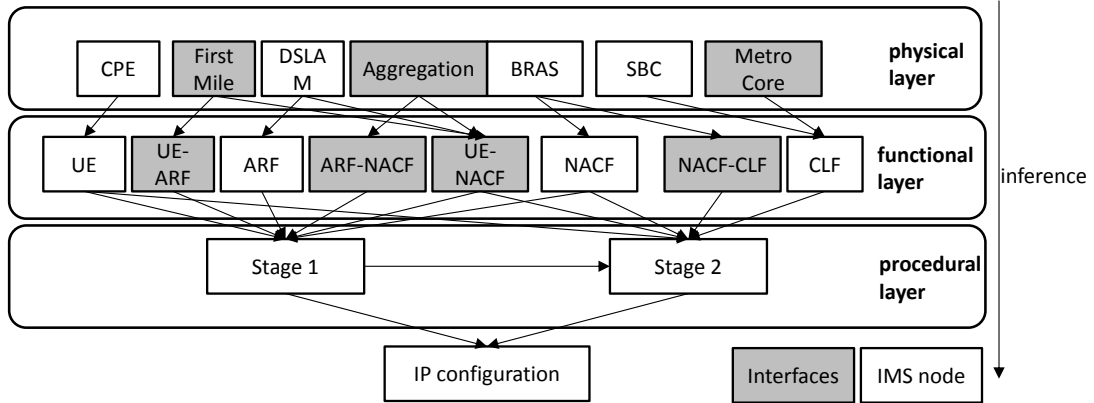 physical
layer
CPE
First
Mile
DSLA
M
Aggregation
BRAS
SBC
Metro
Core
UE
UE-
ARF
ARF
ARF-NACF
UE-
NACF
NACF
NACF-CLF
CLF
functional
layer
inference
Stage 1
Stage 2
procedural
layer
IP configuration
Interfaces
IMS node